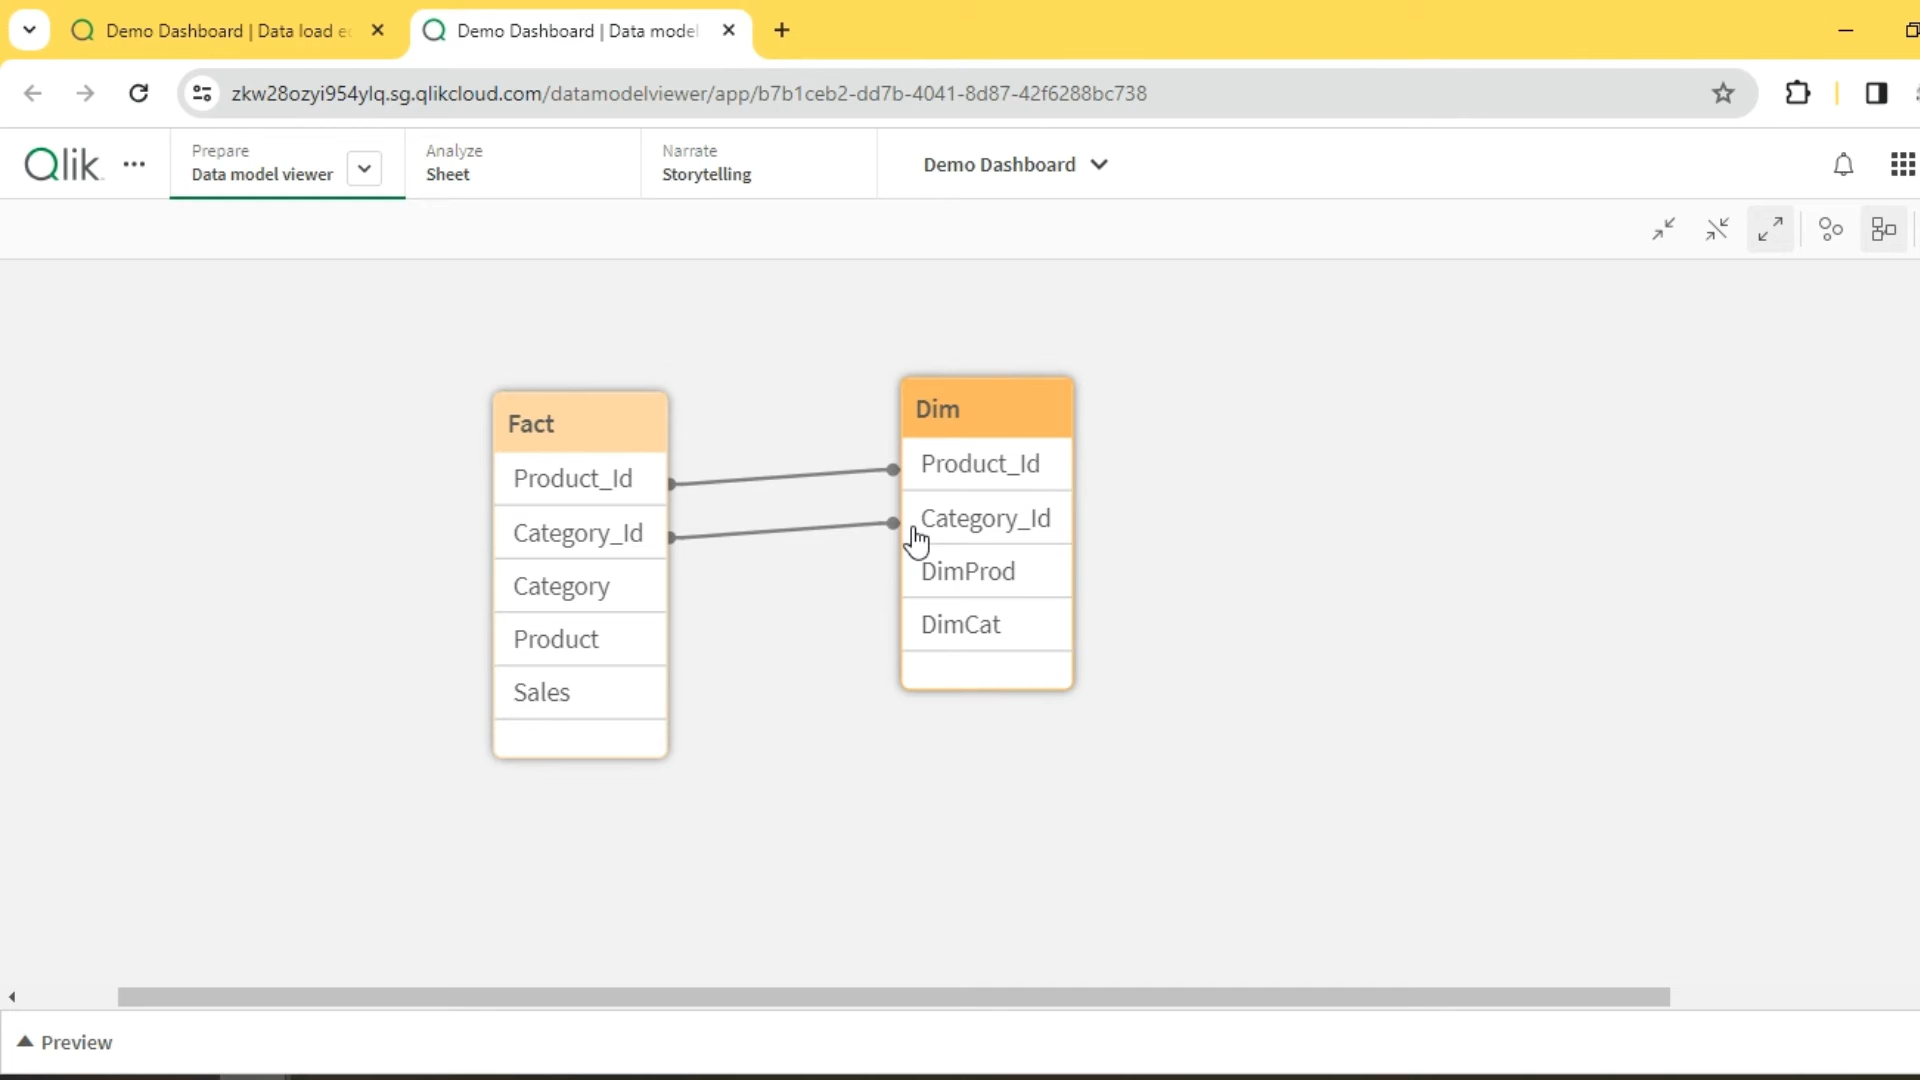 Demo Dashboard | Data load e
Demo Dashboard | Data model
zkw28ozyi954ylq.sg.qlikcloud.com/datamodelviewer/app/b7b1ceb2-dd7b-4041-8d87-42f6288bc738
Qlik
Prepare
Data model viewer
Analyze
Sheet
Narrate
Storytelling
Demo Dashboard
Fact
Product_Id
Category_Id
Category
Product
Sales
Dim
Product_Id
Category_Id
DimProd
DimCat
Preview